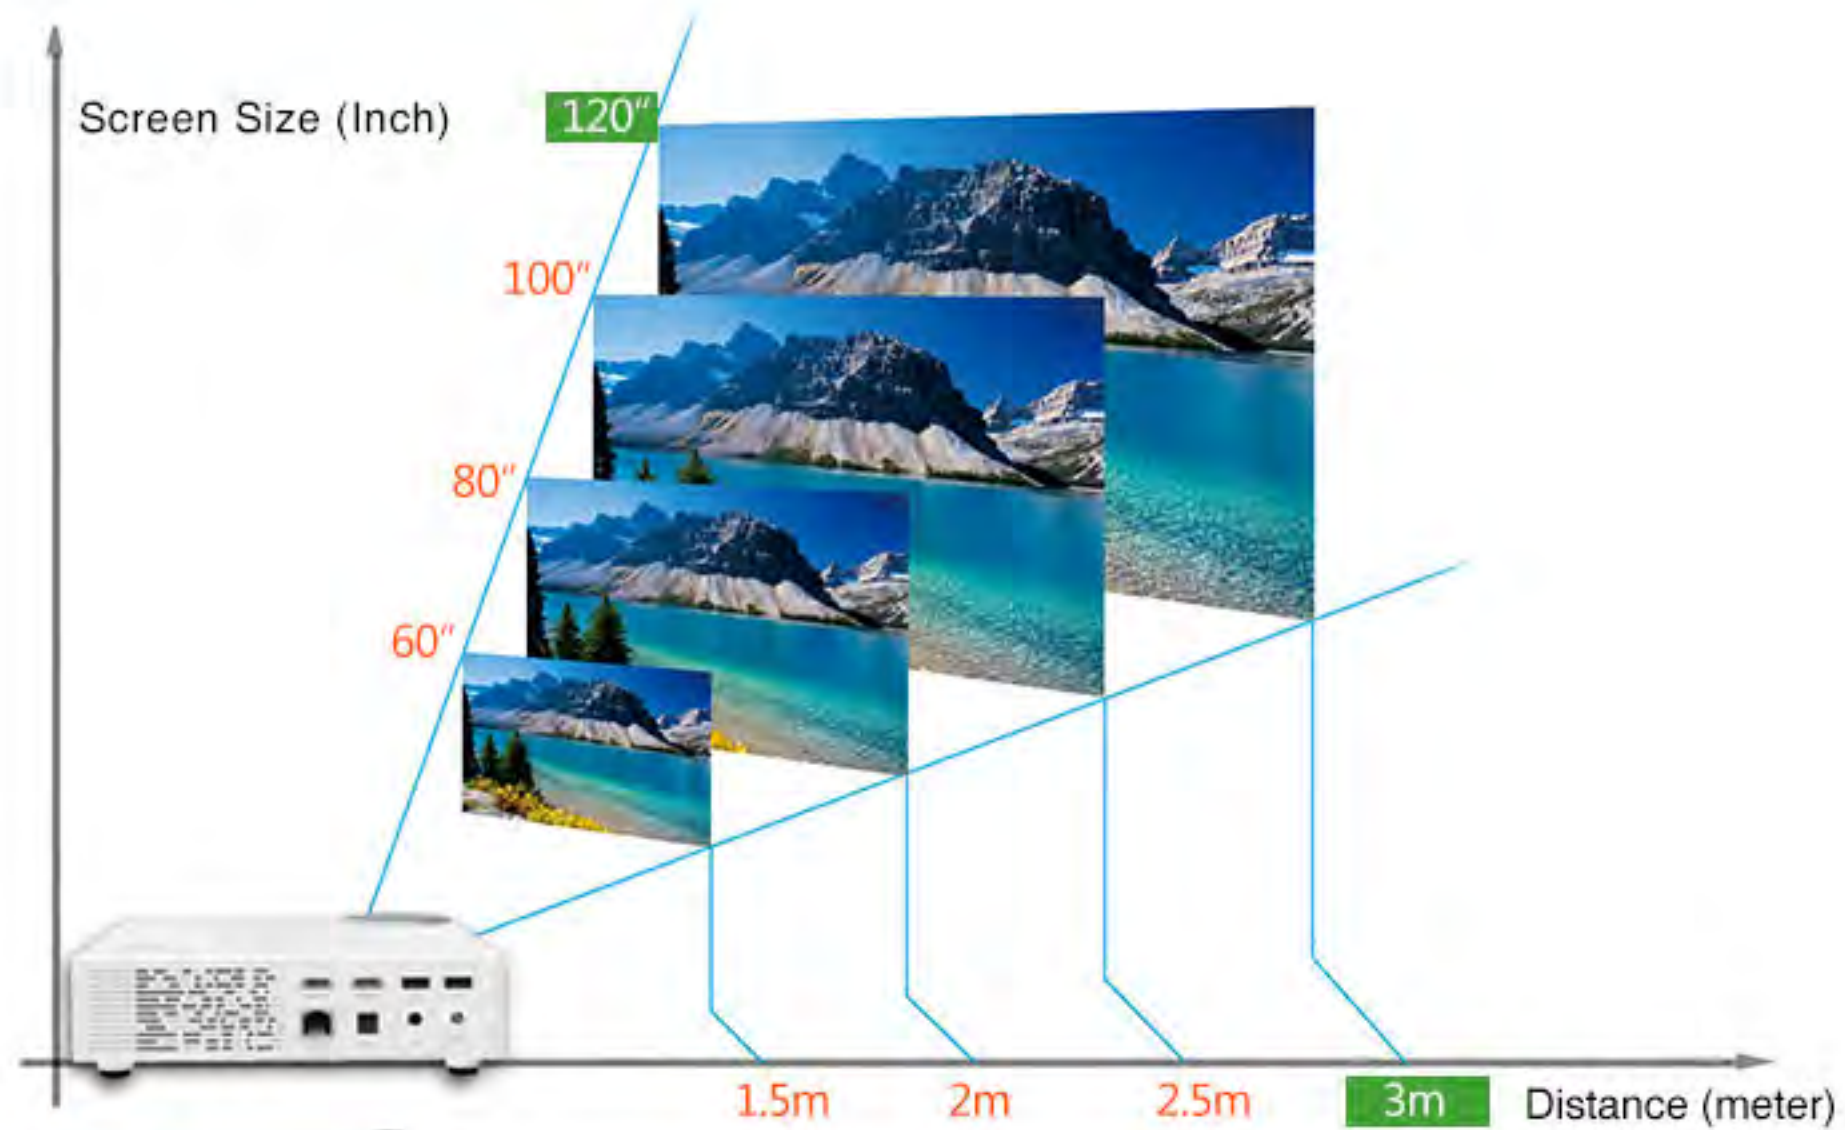 Screen Size (Inch)
120"
100"
80"
60"
1.5m
2m
2.5m
3m
Distance (meter)